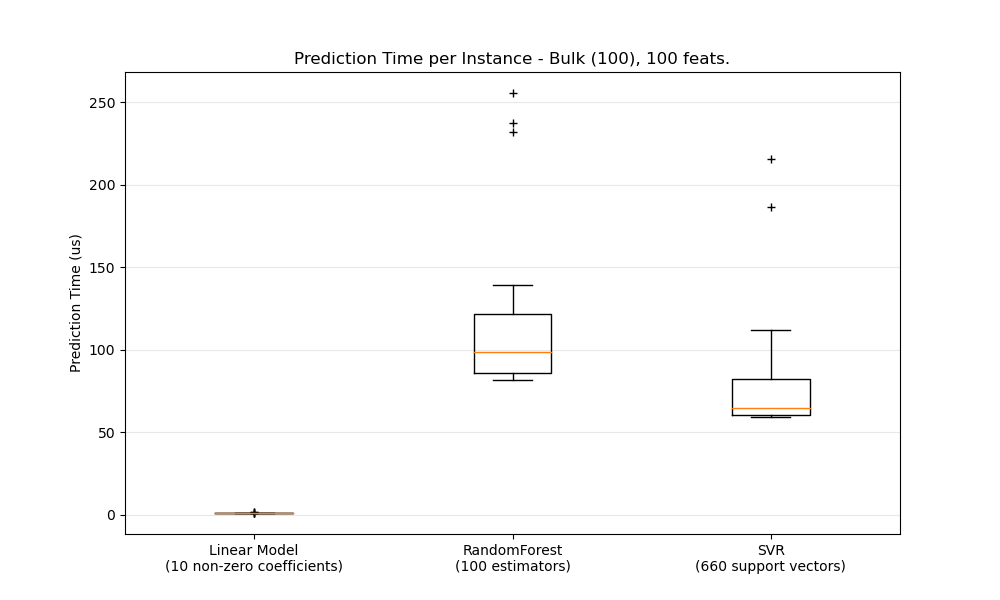 Prediction Time per Instance - Bulk (100), 100 feats.
250
200
150
100
50
0
Prediction Time (us)
Linear Model
(10 non-zero coefficients)
RandomForest
(100 estimators)
SVR
(660 support vectors)